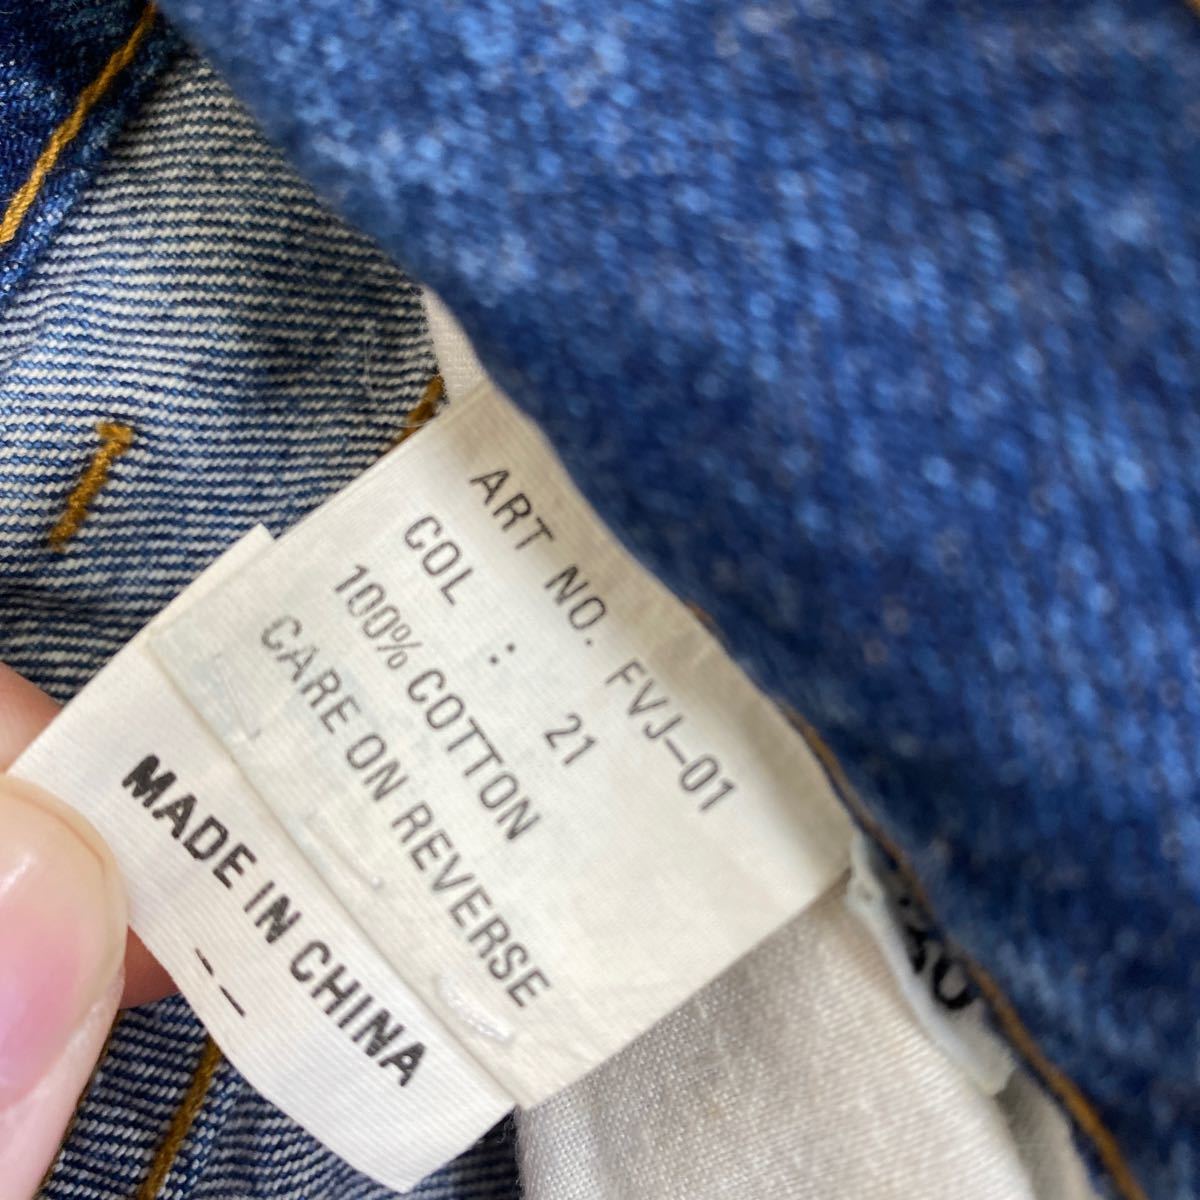 ART NO. FVJ-01
COL : 21
100% COTTON
CARE ON REVERSE
MADE IN CHINA